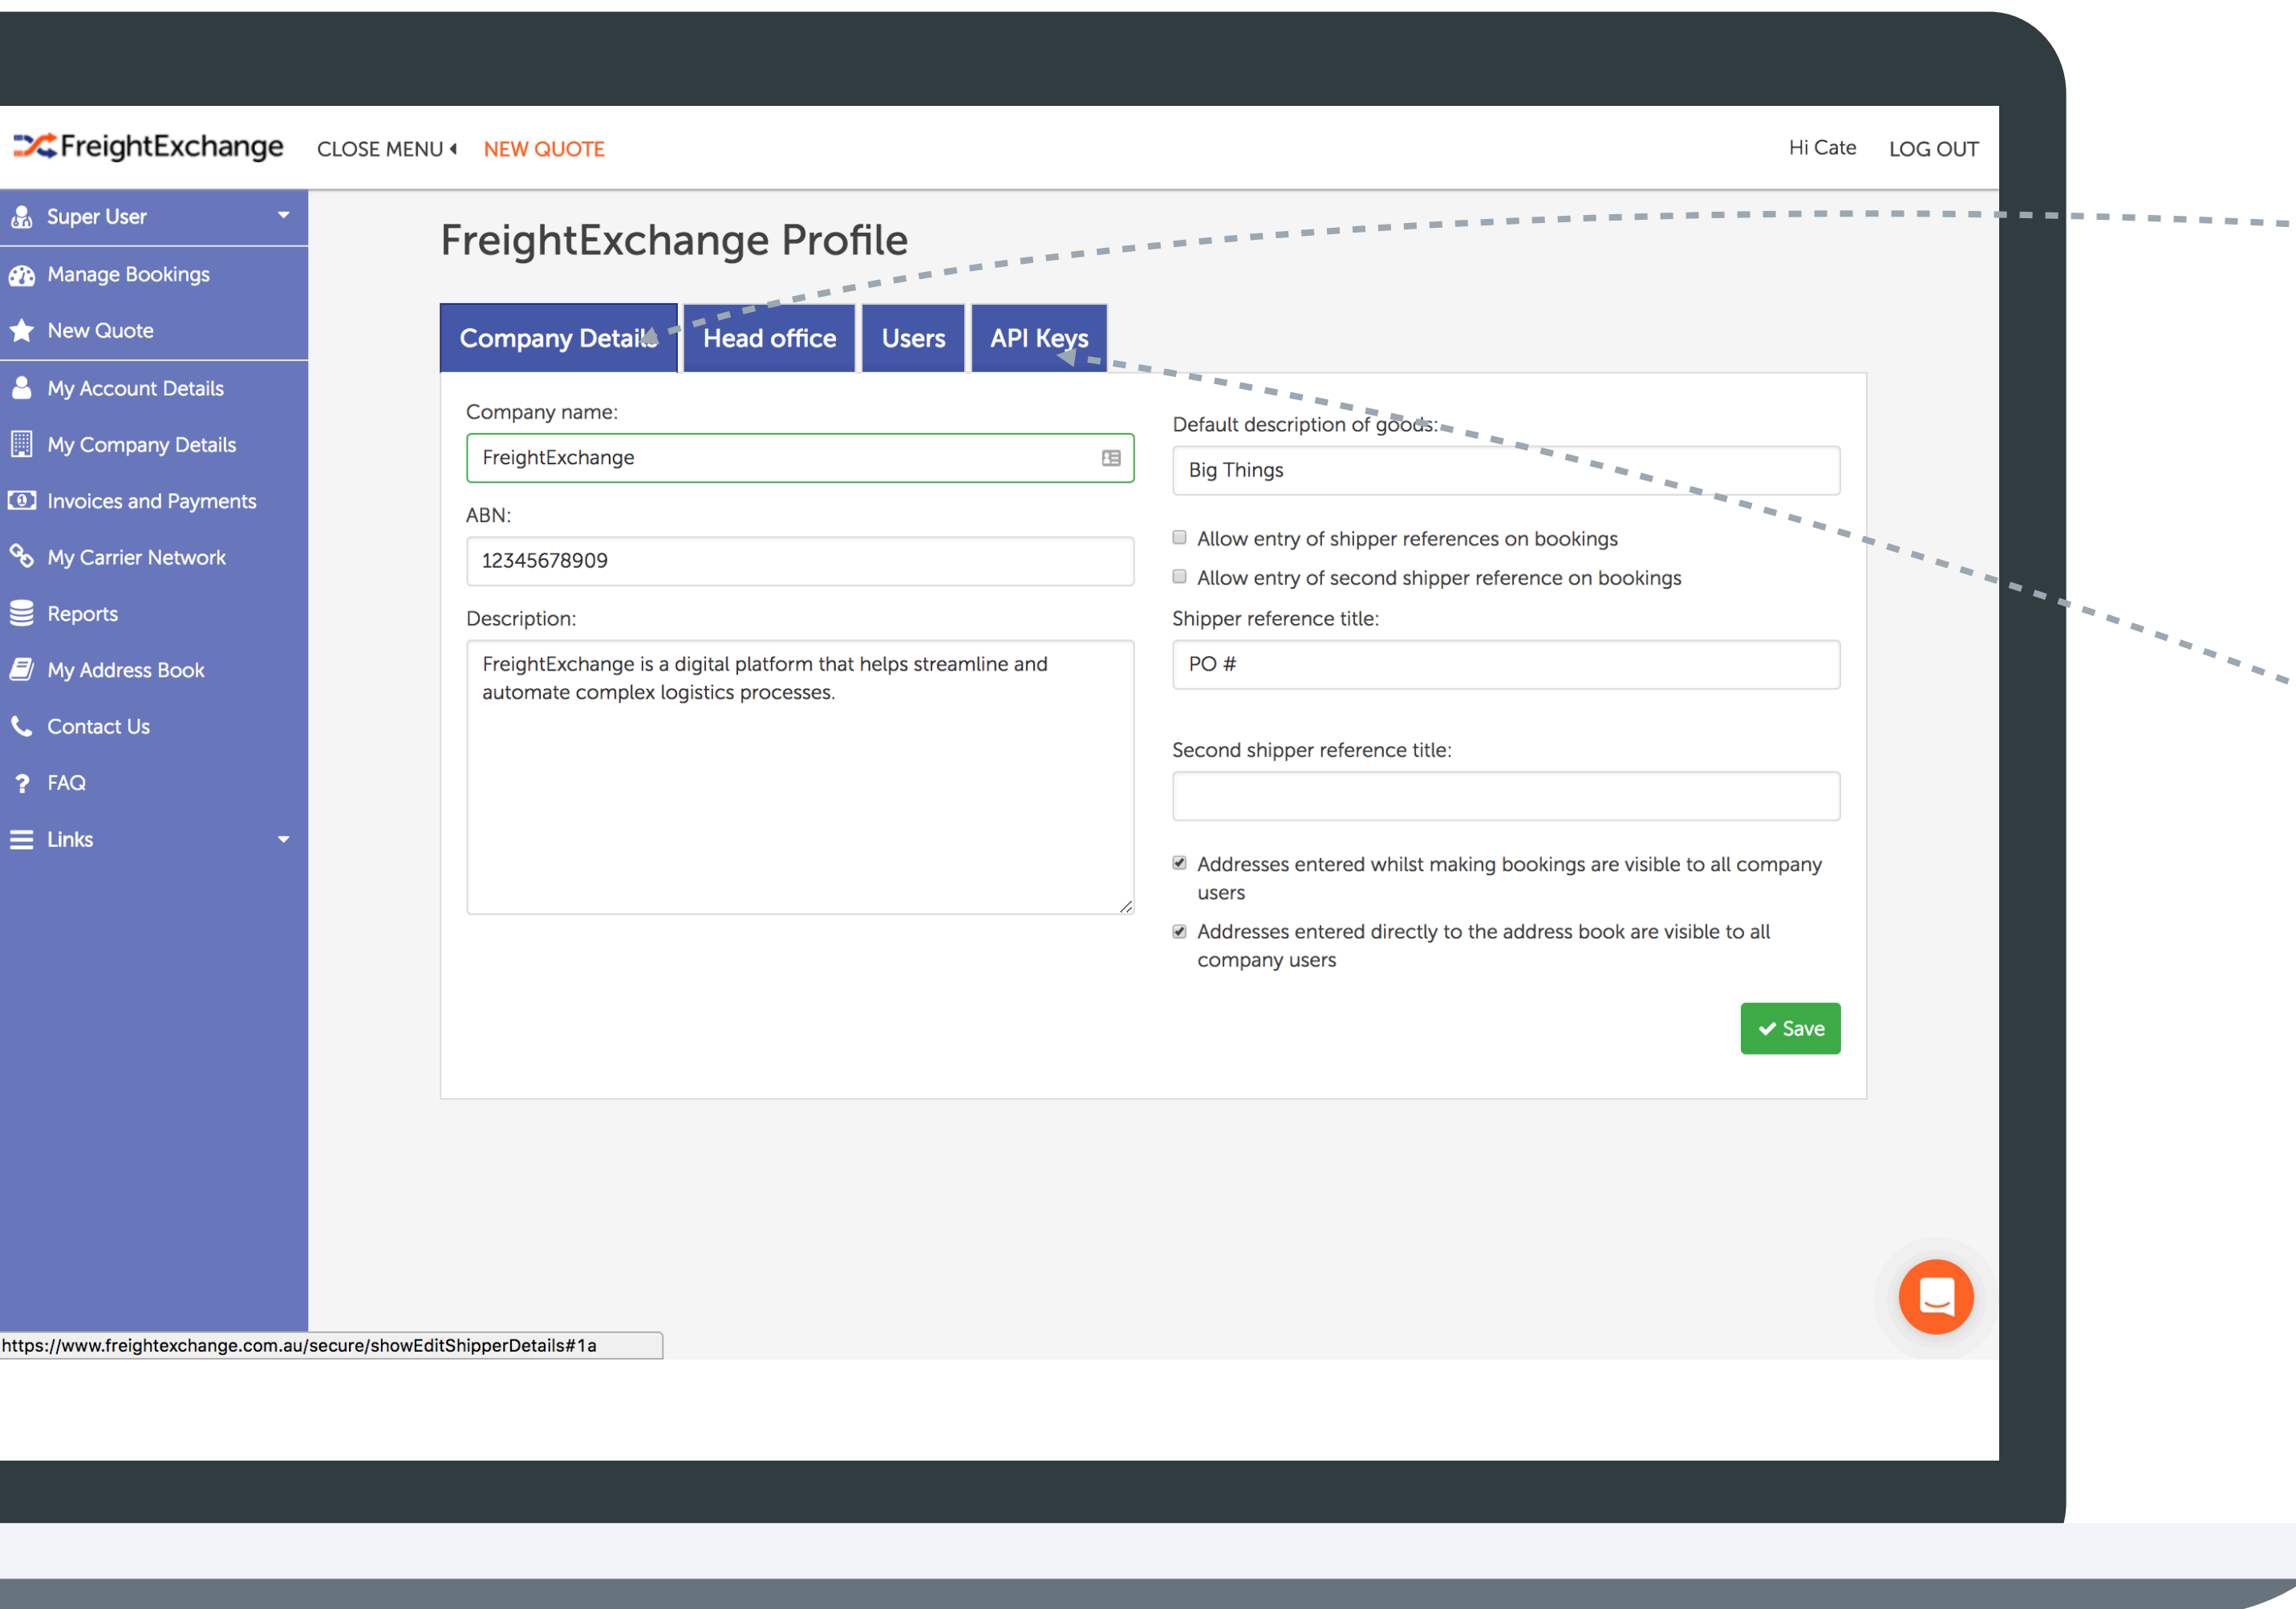 FreightExchange CLOSE MENU NEW QUOTE Hi Cate LOG OUT
Super User
Manage Bookings
New Quote
My Account Details
My Company Details
Invoices and Payments
My Carrier Network
Reports
My Address Book
Contact Us
? FAQ
Links
FreightExchange Profile
Company Details Head office Users API Keys
Company name:
FreightExchange
ABN:
12345678909
Description:
FreightExchange is a digital platform that helps streamline and
automate complex logistics processes.
Default description of goods:
Big Things
Allow entry of shipper references on bookings
Allow entry of second shipper reference on bookings
Shipper reference title:
PO #
Second shipper reference title:
Addresses entered whilst making bookings are visible to all company
users
Addresses entered directly to the address book are visible to all
company users
Save
https://www.freightexchange.com.au/secure/showEditShipperDetails#1a